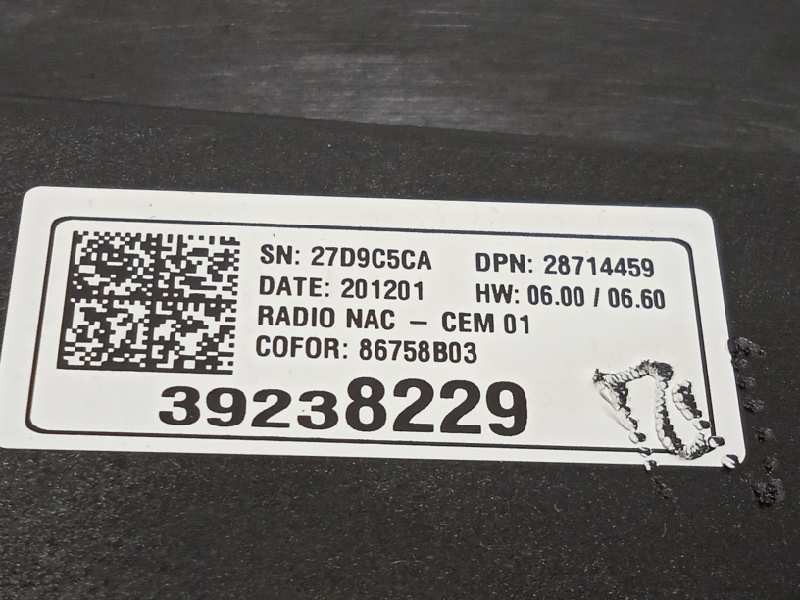 SN: 27D9C5CA DPN: 28714459
DATE: 201201 HW: 06.00 / 06.60
RADIO NAC – CEM 01
COFOR: 86758B03
39238229